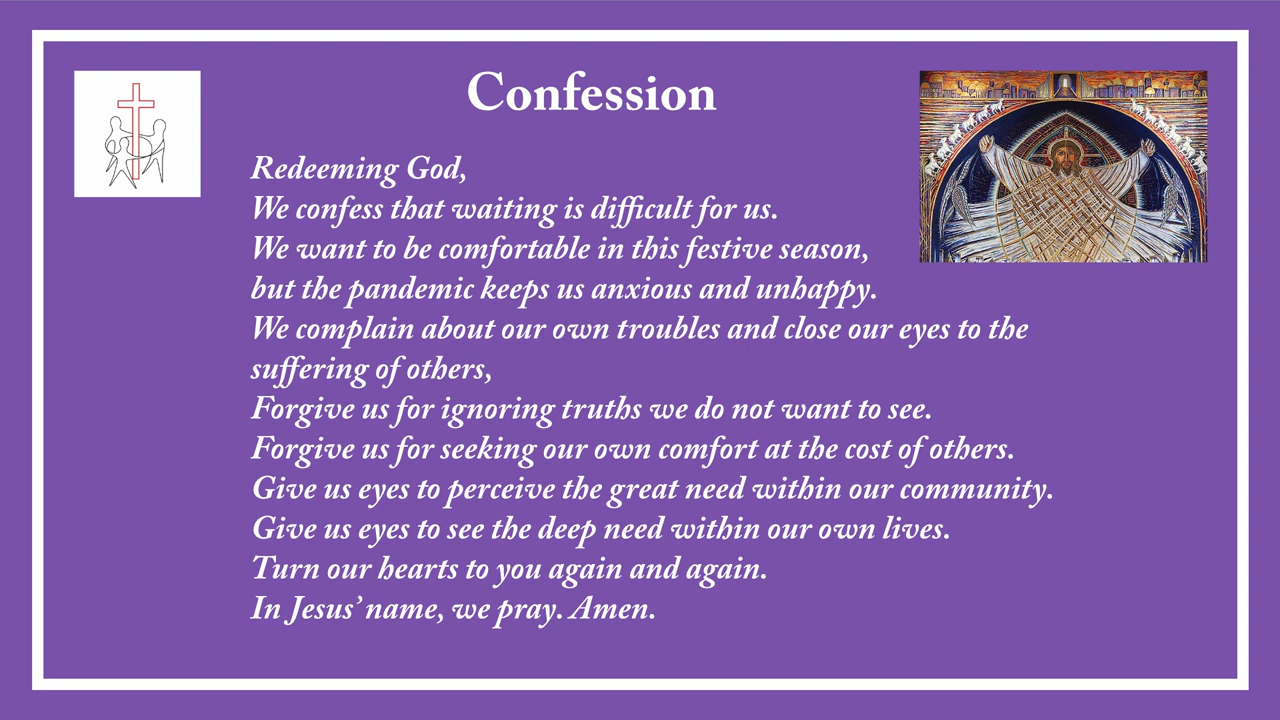 Confession
Redeeming God,
We confess that waiting is difficult for us.
We want to be comfortable in this festive season,
but the pandemic keeps us anxious and unhappy.
We complain about our own troubles and close our eyes to the
suffering of others,
Forgive us for ignoring truths we do not want to see.
Forgive us for seeking our own comfort at the cost of others.
Give us eyes to perceive the great need within our community.
Give us eyes to see the deep need within our own lives.
Turn our hearts to you again and again.
In Jesus’ name, we pray. Amen.